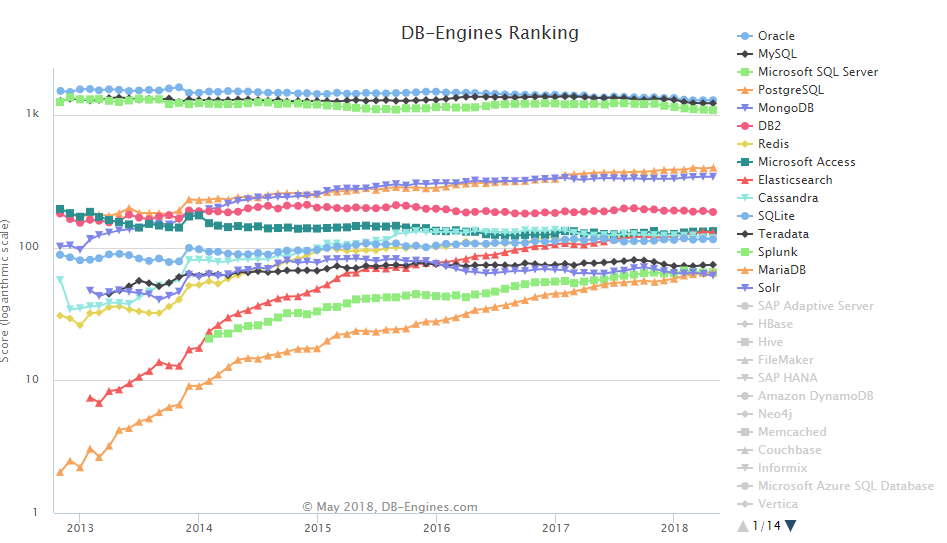 DB-Engines Ranking
Score (logarithmic scale)
1k
100
10
1
2013
2014
2015
2016
2017
2018
© May 2018, DB-Engines.com
Oracle
MySQL
Microsoft SQL Server
PostgreSQL
MongoDB
DB2
Redis
Microsoft Access
Elasticsearch
Cassandra
SQLite
Teradata
Splunk
MariaDB
Solr
SAP Adaptive Server
HBase
Hive
FileMaker
SAP HANA
Amazon DynamoDB
Neo4j
Memcached
Couchbase
Informix
Microsoft Azure SQL Database
Vertica
1/14